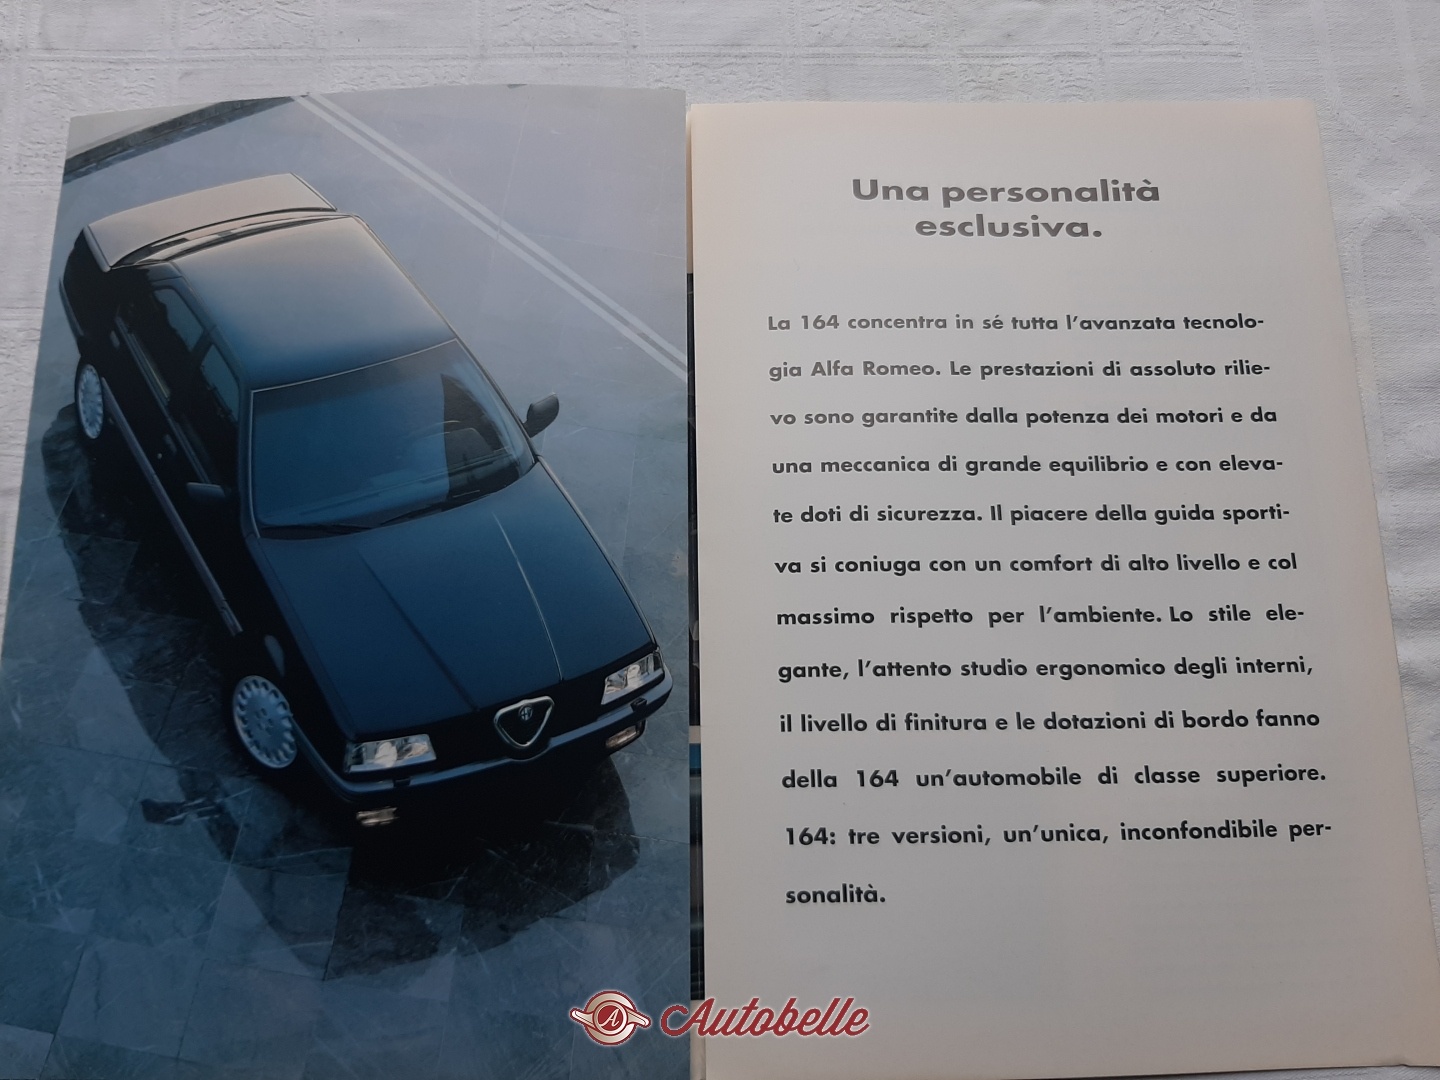 Una personalità
esclusiva.
La 164 concentra in sé tutta l'avanzata tecnolo-
gia Alfa Romeo. Le prestazioni di assoluto rilie-
vo sono garantite dalla potenza dei motori e da
una meccanica di grande equilibrio e con eleva-
te doti di sicurezza. Il piacere della guida sporti-
va si coniuga con un comfort di alto livello e col
massimo rispetto per l'ambiente. Lo stile ele-
gante, l'attento studio ergonomico degli interni,
il livello di finitura e le dotazioni di bordo fanno
della 164 un'automobile di classe superiore.
164: tre versioni, un'unica, inconfondibile per-
sonalità.
A Autobelle